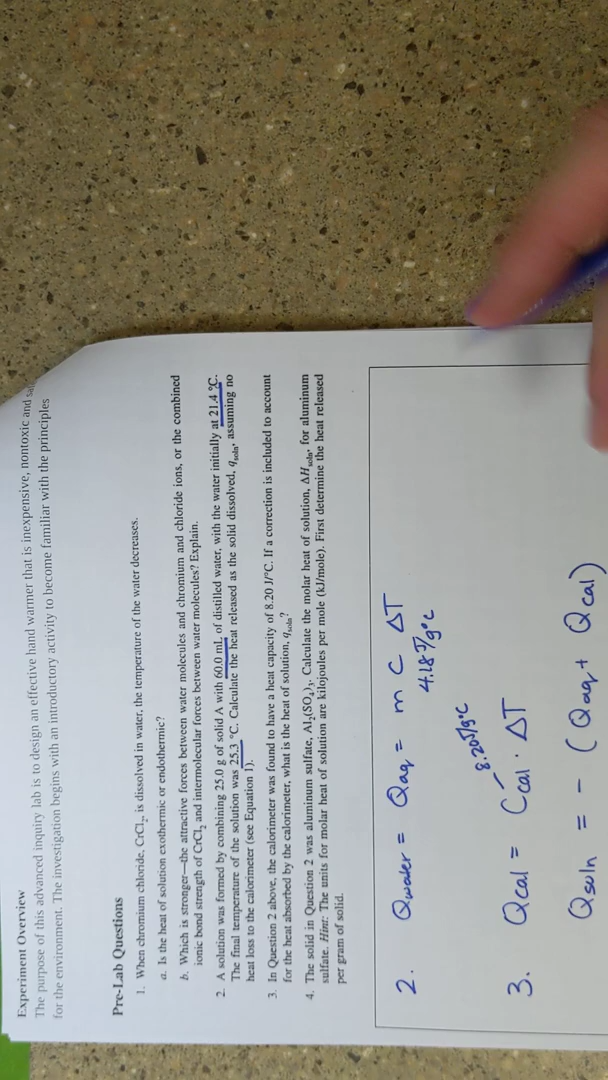 Experiment Overview
The purpose of this advanced inquiry lab is to design an effective hand warmer that is inexpensive, nontoxic and
for the environment. The investigation begins with an introductory activity to become familiar with the principles
Pre-Lab Questions
1. When chromium chloride, CrCl₂, is dissolved in water, the temperature of the water decreases.
a. Is the heat of solution exothermic or endothermic?
b. Which is stronger—the attractive forces between water molecules and chromium and chloride ions, or the combined
ionic bond strength of CrCl₂ and intermolecular forces between water molecules? Explain.
2. A solution was formed by combining 25.0 g of solid A with 60.0 mL of distilled water, with the water initially at 21.4 °C.
The final temperature of the solution was 25.3 °C. Calculate the heat released as the solid dissolved, qsoln, assuming no
heat loss to the calorimeter (see Equation 1).
3. In Question 2 above, the calorimeter was found to have a heat capacity of 8.20 J/°C. If a correction is included to account
for the heat absorbed by the calorimeter, what is the heat of solution, qsoln?
4. The solid in Question 2 was aluminum sulfate, Al₂(SO₄)₃. Calculate the molar heat of solution, ΔHsoln, for aluminum
sulfate. Hint: The units for molar heat of solution are kilojoules per mole (kJ/mole). First determine the heat released
per gram of solid.
2. Qwater = Qaq = m C ΔT
4.18 J/g°C
8.20 J/g°C
3. Qcal = Ccal · ΔT
Qsoln = - (Qaq + Qcal)